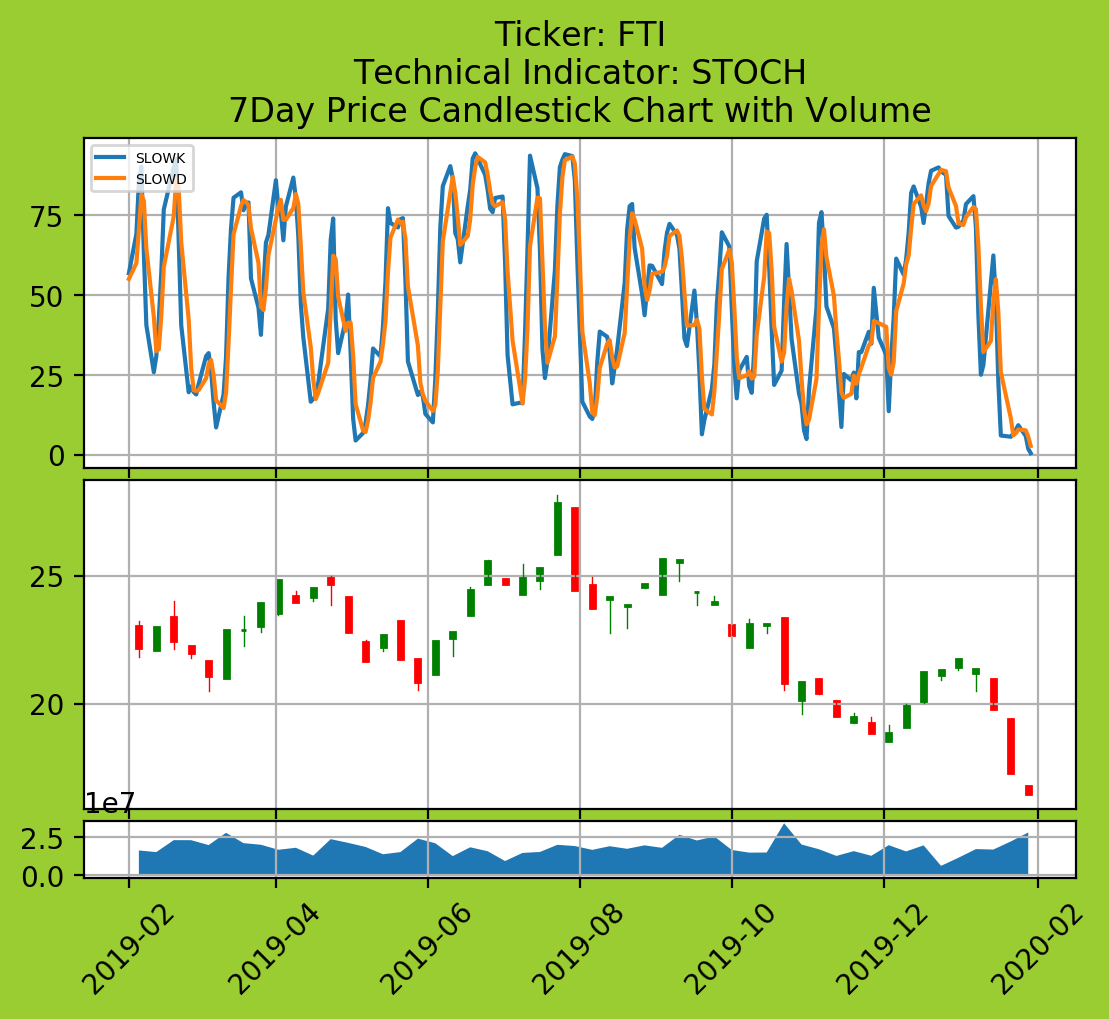 Ticker: FTI
Technical Indicator: STOCH
7Day Price Candlestick Chart with Volume
SLOWK
SLOWD
75
50
25
0
25
20
1e7
2.5
0.0
2019-02
2019-04
2019-06
2019-08
2019-10
2019-12
2020-02